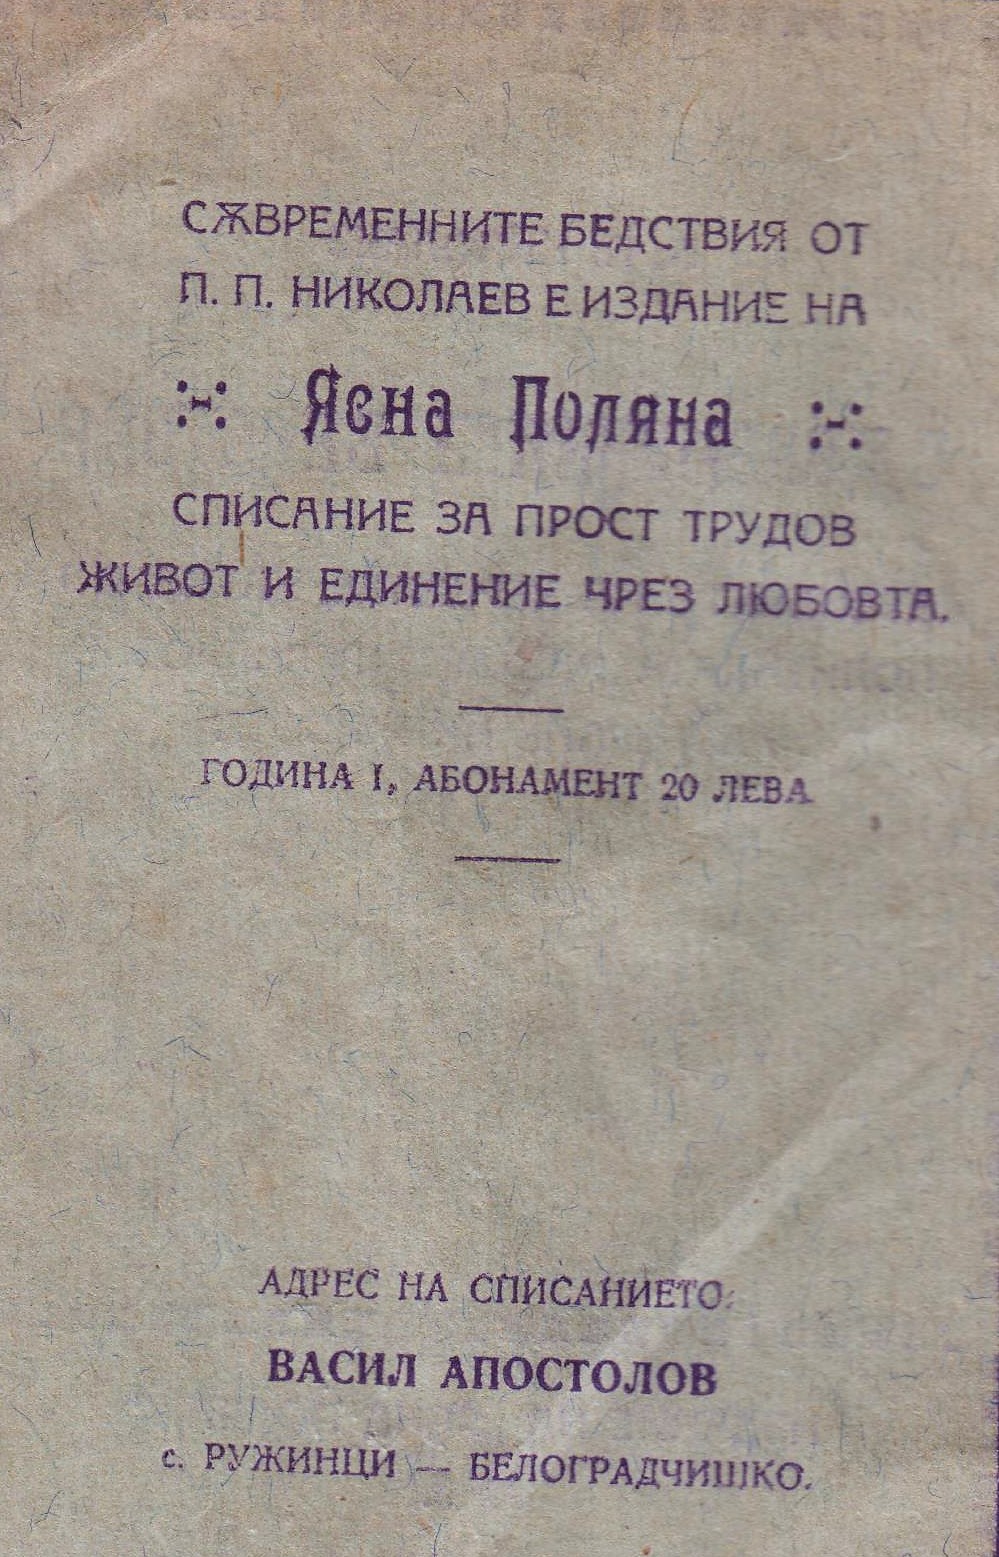 СѪВРЕМЕННИТЕ БЕДСТВИЯ ОТ
П. П. НИКОЛАЕВ Е ИЗДАНИЕ НА
Ясна Поляна
СПИСАНИЕ ЗА ПРОСТ ТРУДОВ
ЖИВОТ И ЕДИНЕНИЕ ЧРЕЗ ЛЮБОВТА.
ГОДИНА I, АБОНАМЕНТ 20 ЛЕВА
АДРЕС НА СПИСАНИЕТО:
ВАСИЛ АПОСТОЛОВ
с. РУЖИНЦИ — БЕЛОГРАДЧИШКО.